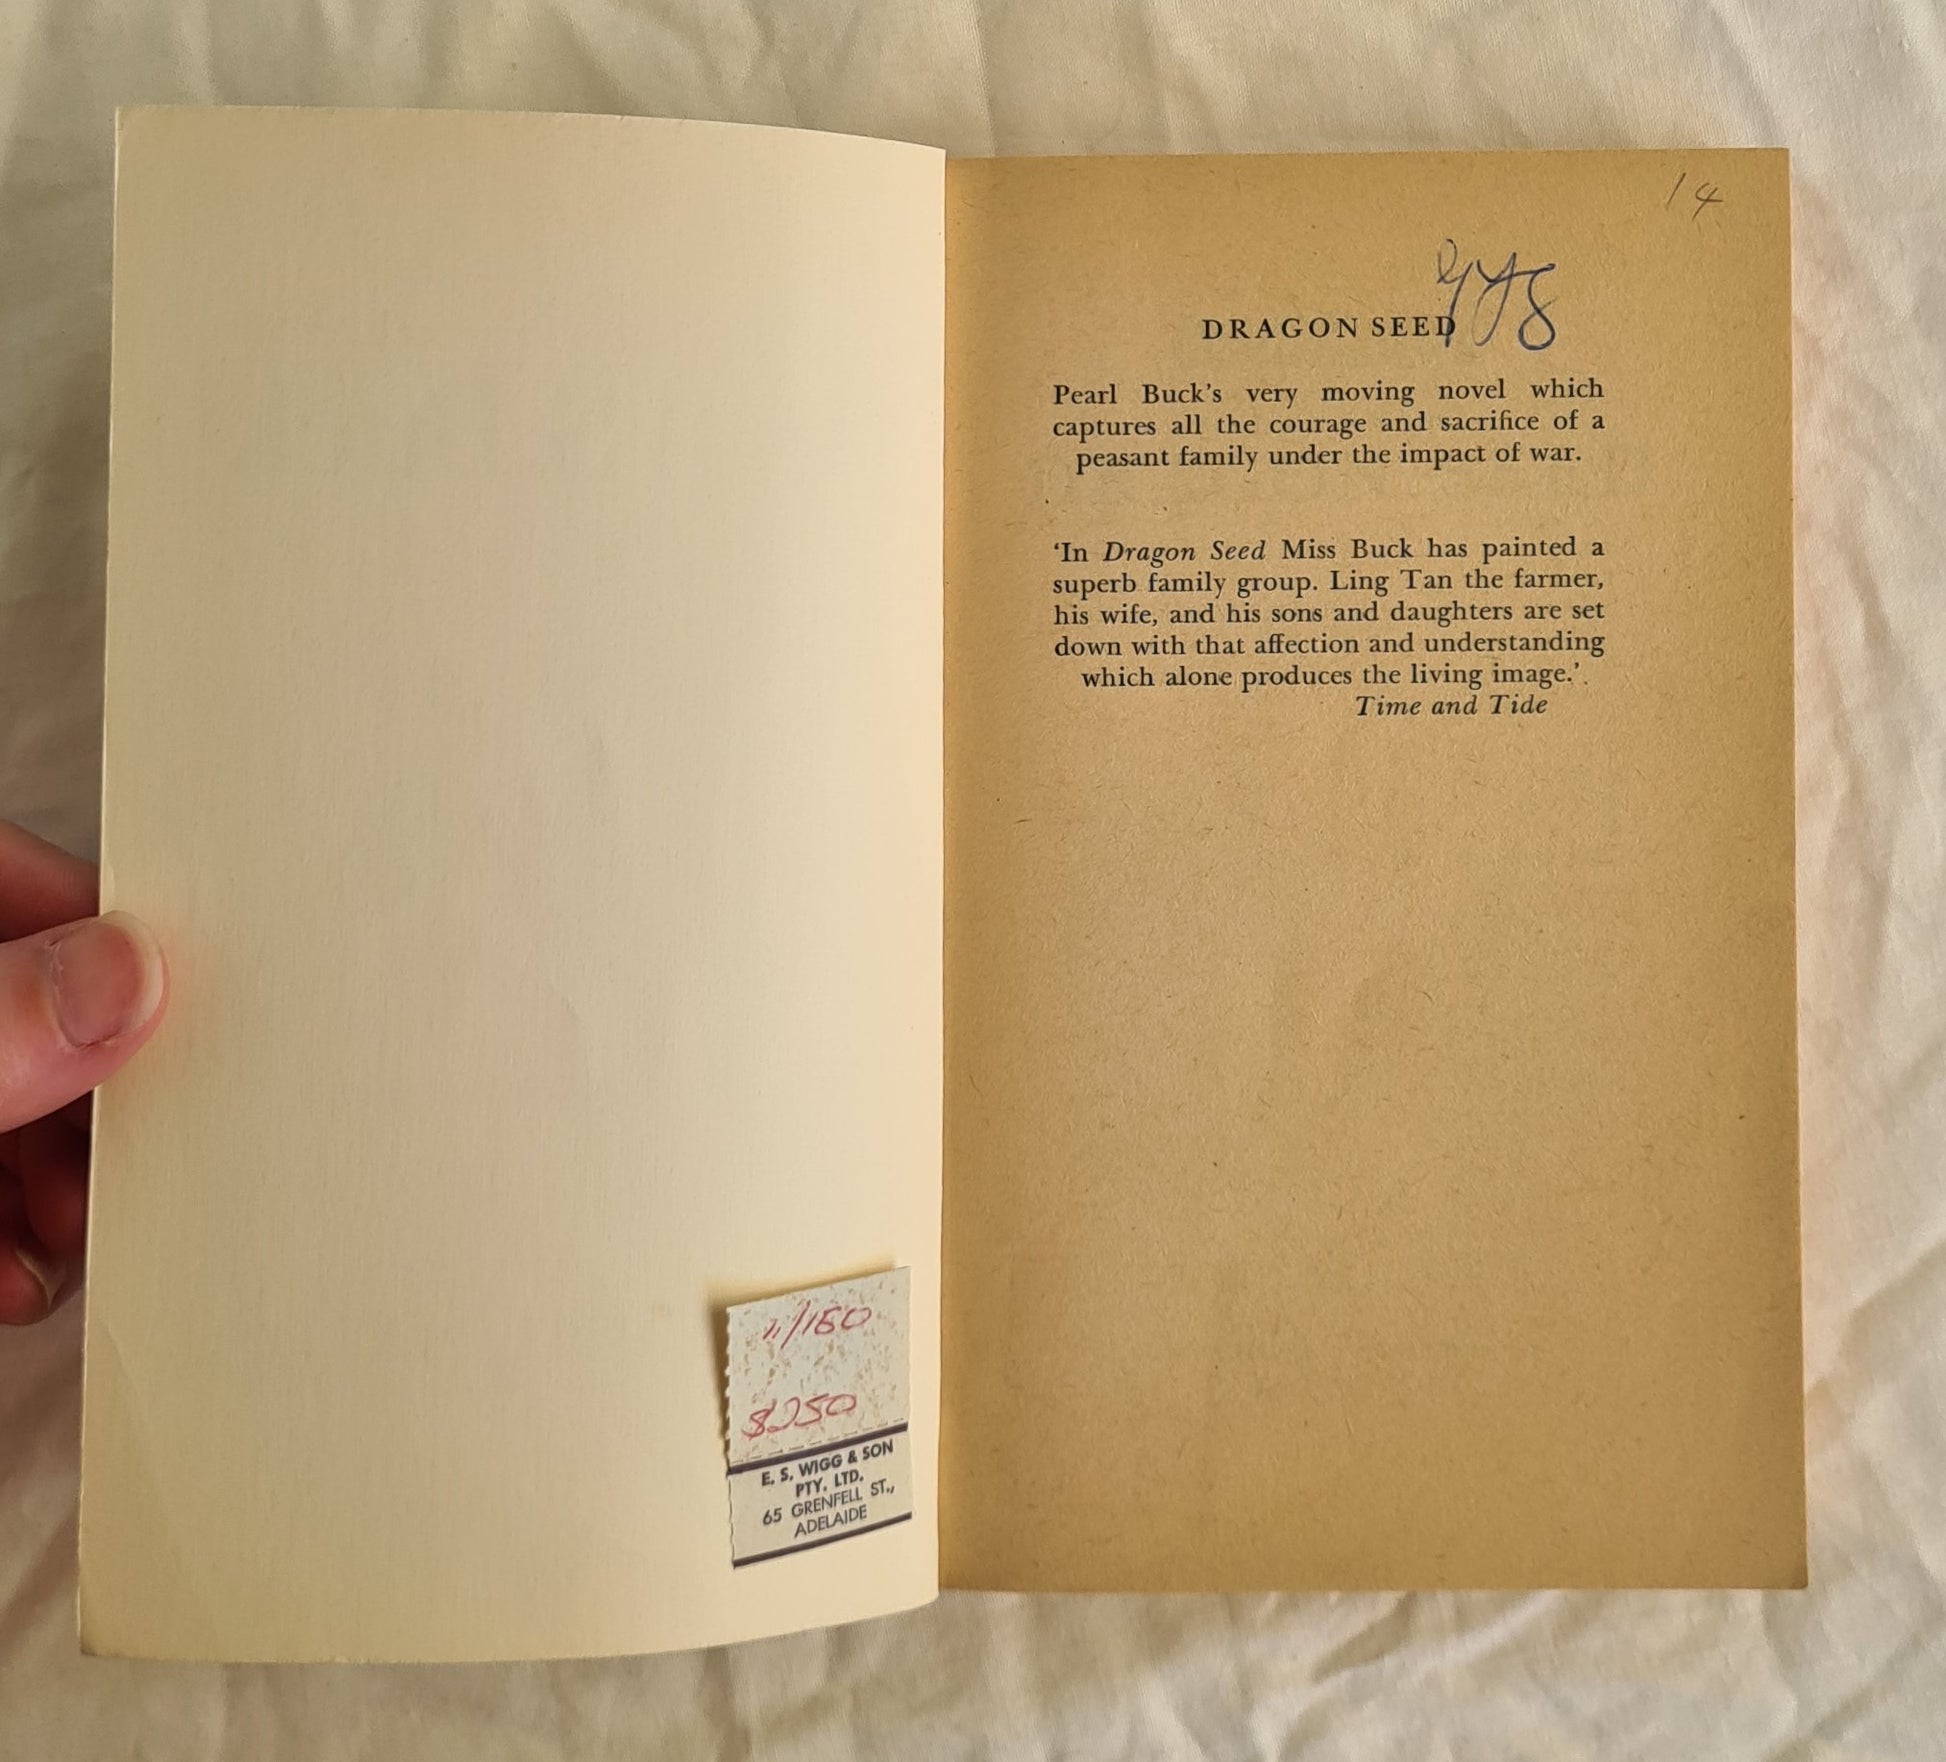 11/160
$250
E. S. WIGG & SON
PTY. LTD.
65 GRENFELL ST.,
ADELAIDE
14
DRAGON SEED
Pearl Buck's very moving novel which
captures all the courage and sacrifice of a
peasant family under the impact of war.
‘In Dragon Seed Miss Buck has painted a
superb family group. Ling Tan the farmer,
his wife, and his sons and daughters are set
down with that affection and understanding
which alone produces the living image.’
Time and Tide